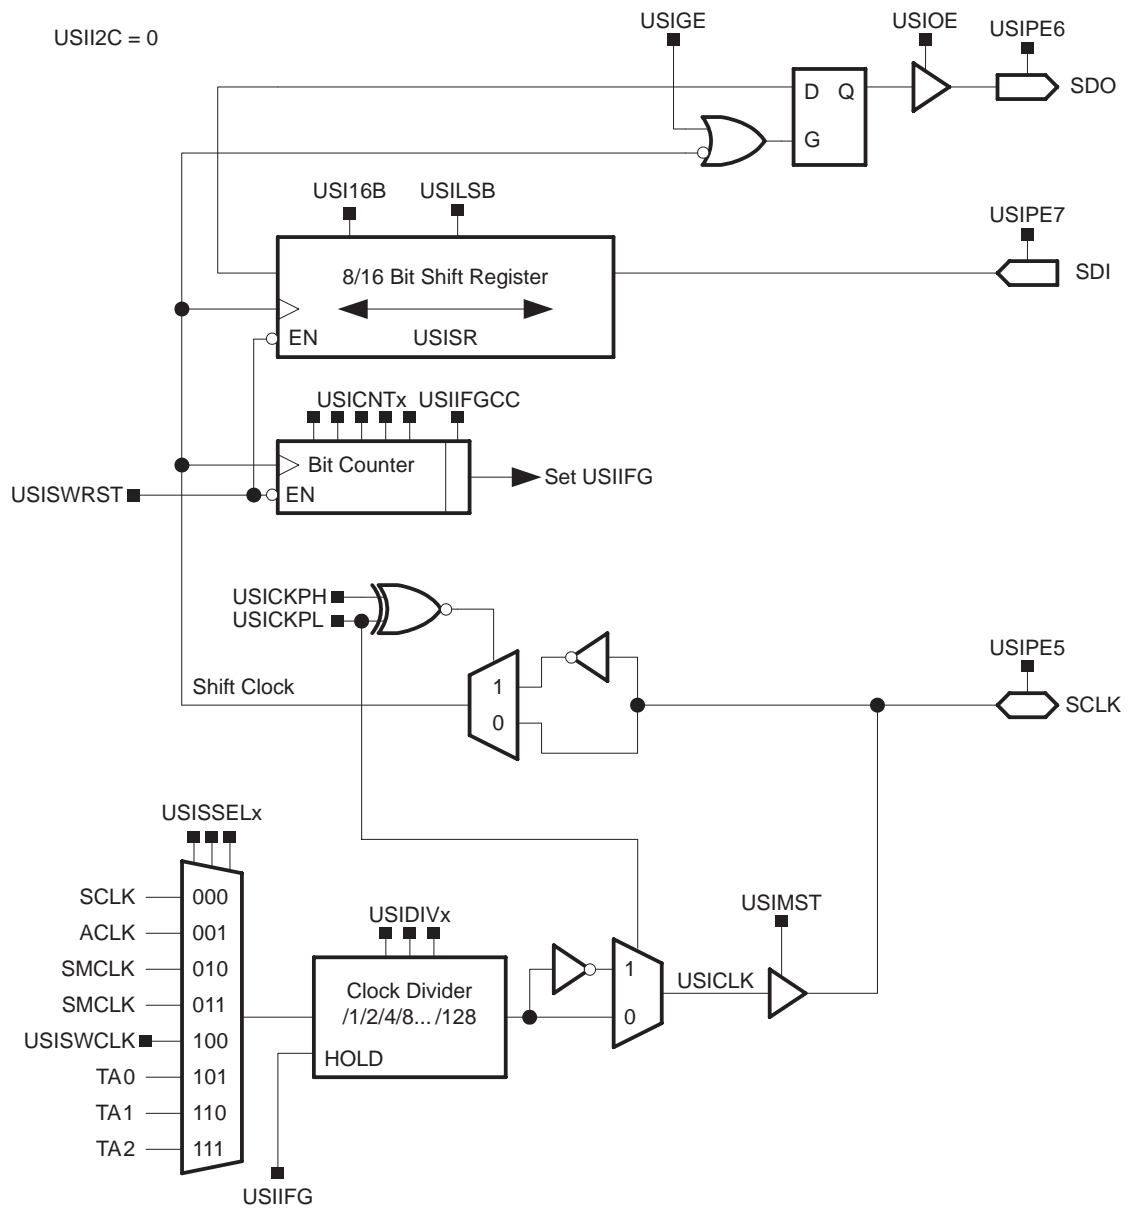 USII2C = 0
USIGE
USIOE
USIPE6
D Q
SDO
G
USI16B
USILSB
USIPE7
8/16 Bit Shift Register
SDI
EN
USISR
USICNTx
USIIFGCC
Bit Counter
Set USIIFG
USISWRST
EN
USICKPH
USICKPL
USIPE5
Shift Clock
1
SCLK
0
USISSELx
SCLK
000
USIMST
USIDIVx
ACLK
001
SMCLK
010
1
USICLK
Clock Divider
SMCLK
011
/1/2/4/8... /128
0
USISWCLK
100
HOLD
TA0
101
TA1
110
TA2
111
USIIFG